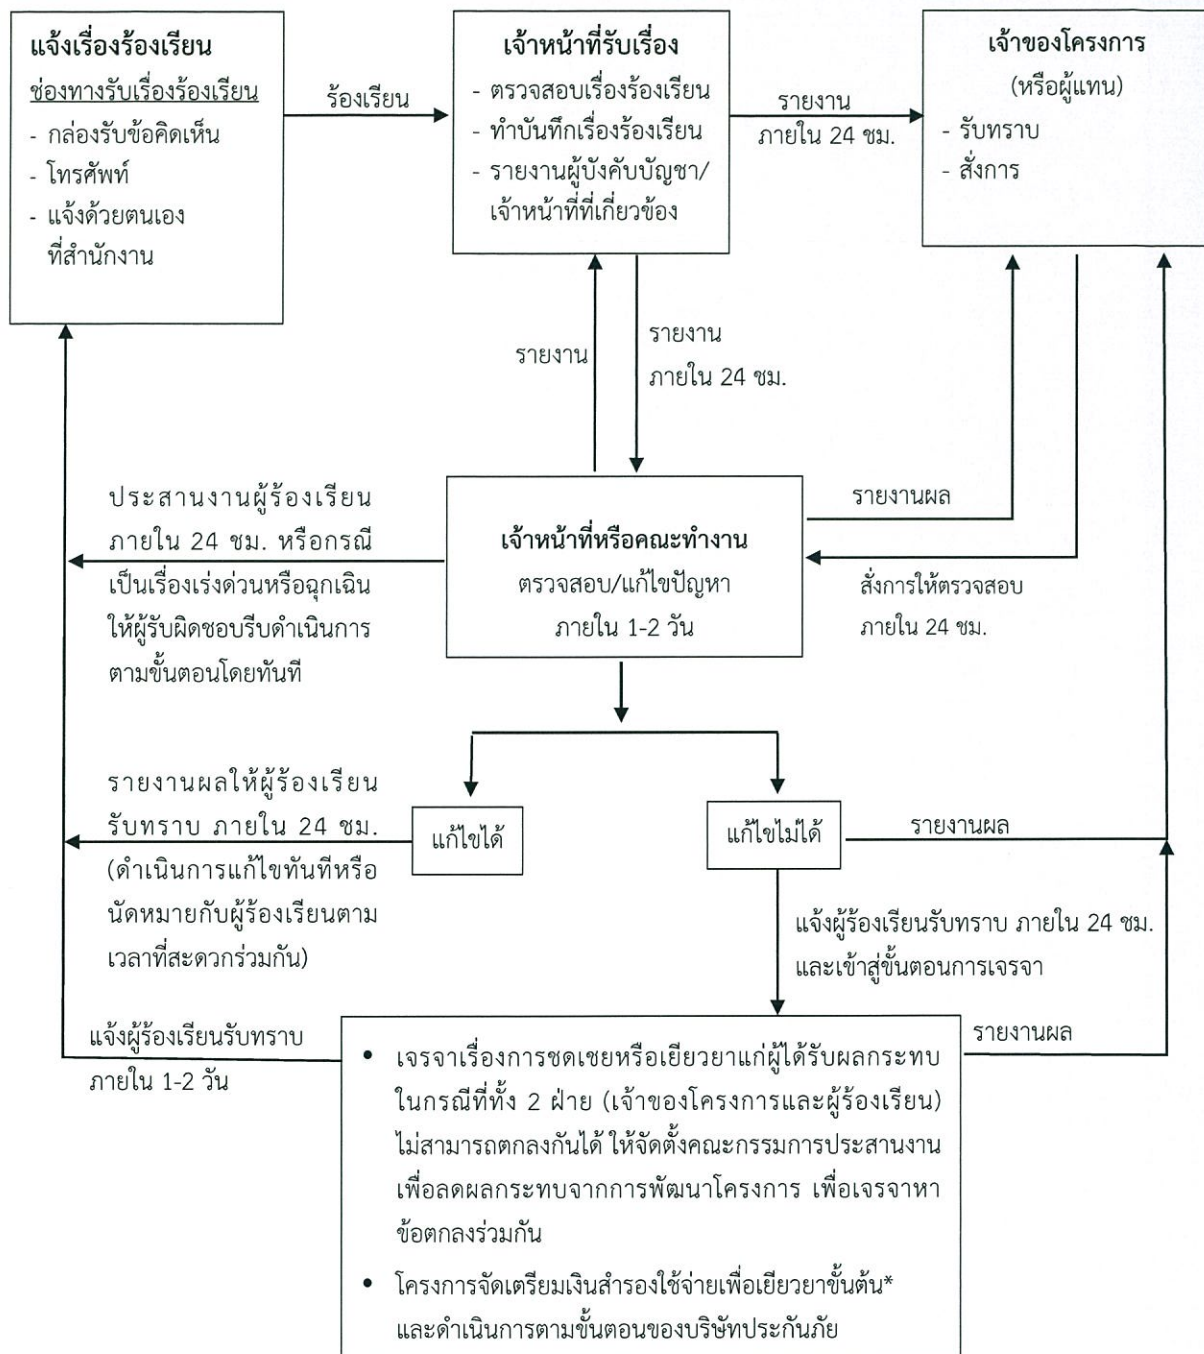 แจ้งเรื่องร้องเรียน
ช่องทางรับเรื่องร้องเรียน
- กล่องรับข้อคิดเห็น
- โทรศัพท์
- แจ้งด้วยตนเอง
ที่สำนักงาน
ร้องเรียน
เจ้าหน้าที่รับเรื่อง
- ตรวจสอบเรื่องร้องเรียน
- ทำบันทึกเรื่องร้องเรียน
- รายงานผู้บังคับบัญชา/
เจ้าหน้าที่ที่เกี่ยวข้อง
รายงาน
ภายใน 24 ชม.
เจ้าของโครงการ
(หรือผู้แทน)
- รับทราบ
- สั่งการ
รายงาน
รายงาน
ภายใน 24 ชม.
ประสานงานผู้ร้องเรียน
ภายใน 24 ชม. หรือกรณี
เป็นเรื่องเร่งด่วนหรือฉุกเฉิน
ให้ผู้รับผิดชอบรีบดำเนินการ
ตามขั้นตอนโดยทันที
เจ้าหน้าที่หรือคณะทำงาน
ตรวจสอบ/แก้ไขปัญหา
ภายใน 1-2 วัน
รายงานผล
สั่งการให้ตรวจสอบ
ภายใน 24 ชม.
รายงานผลให้ผู้ร้องเรียน
รับทราบ ภายใน 24 ชม.
(ดำเนินการแก้ไขทันทีหรือ
นัดหมายกับผู้ร้องเรียนตาม
เวลาที่สะดวกร่วมกัน)
แก้ไขได้
แก้ไขไม่ได้
รายงานผล
แจ้งผู้ร้องเรียนรับทราบ ภายใน 24 ชม.
และเข้าสู่ขั้นตอนการเจรจา
แจ้งผู้ร้องเรียนรับทราบ
ภายใน 1-2 วัน
รายงานผล
• เจรจาเรื่องการชดเชยหรือเยียวยาแก่ผู้ได้รับผลกระทบ
ในกรณีที่ทั้ง 2 ฝ่าย (เจ้าของโครงการและผู้ร้องเรียน)
ไม่สามารถตกลงกันได้ ให้จัดตั้งคณะกรรมการประสานงาน
เพื่อลดผลกระทบจากการพัฒนาโครงการ เพื่อเจรจาหา
ข้อตกลงร่วมกัน
• โครงการจัดเตรียมเงินสำรองใช้จ่ายเพื่อเยียวยาขั้นต้น*
และดำเนินการตามขั้นตอนของบริษัทประกันภัย